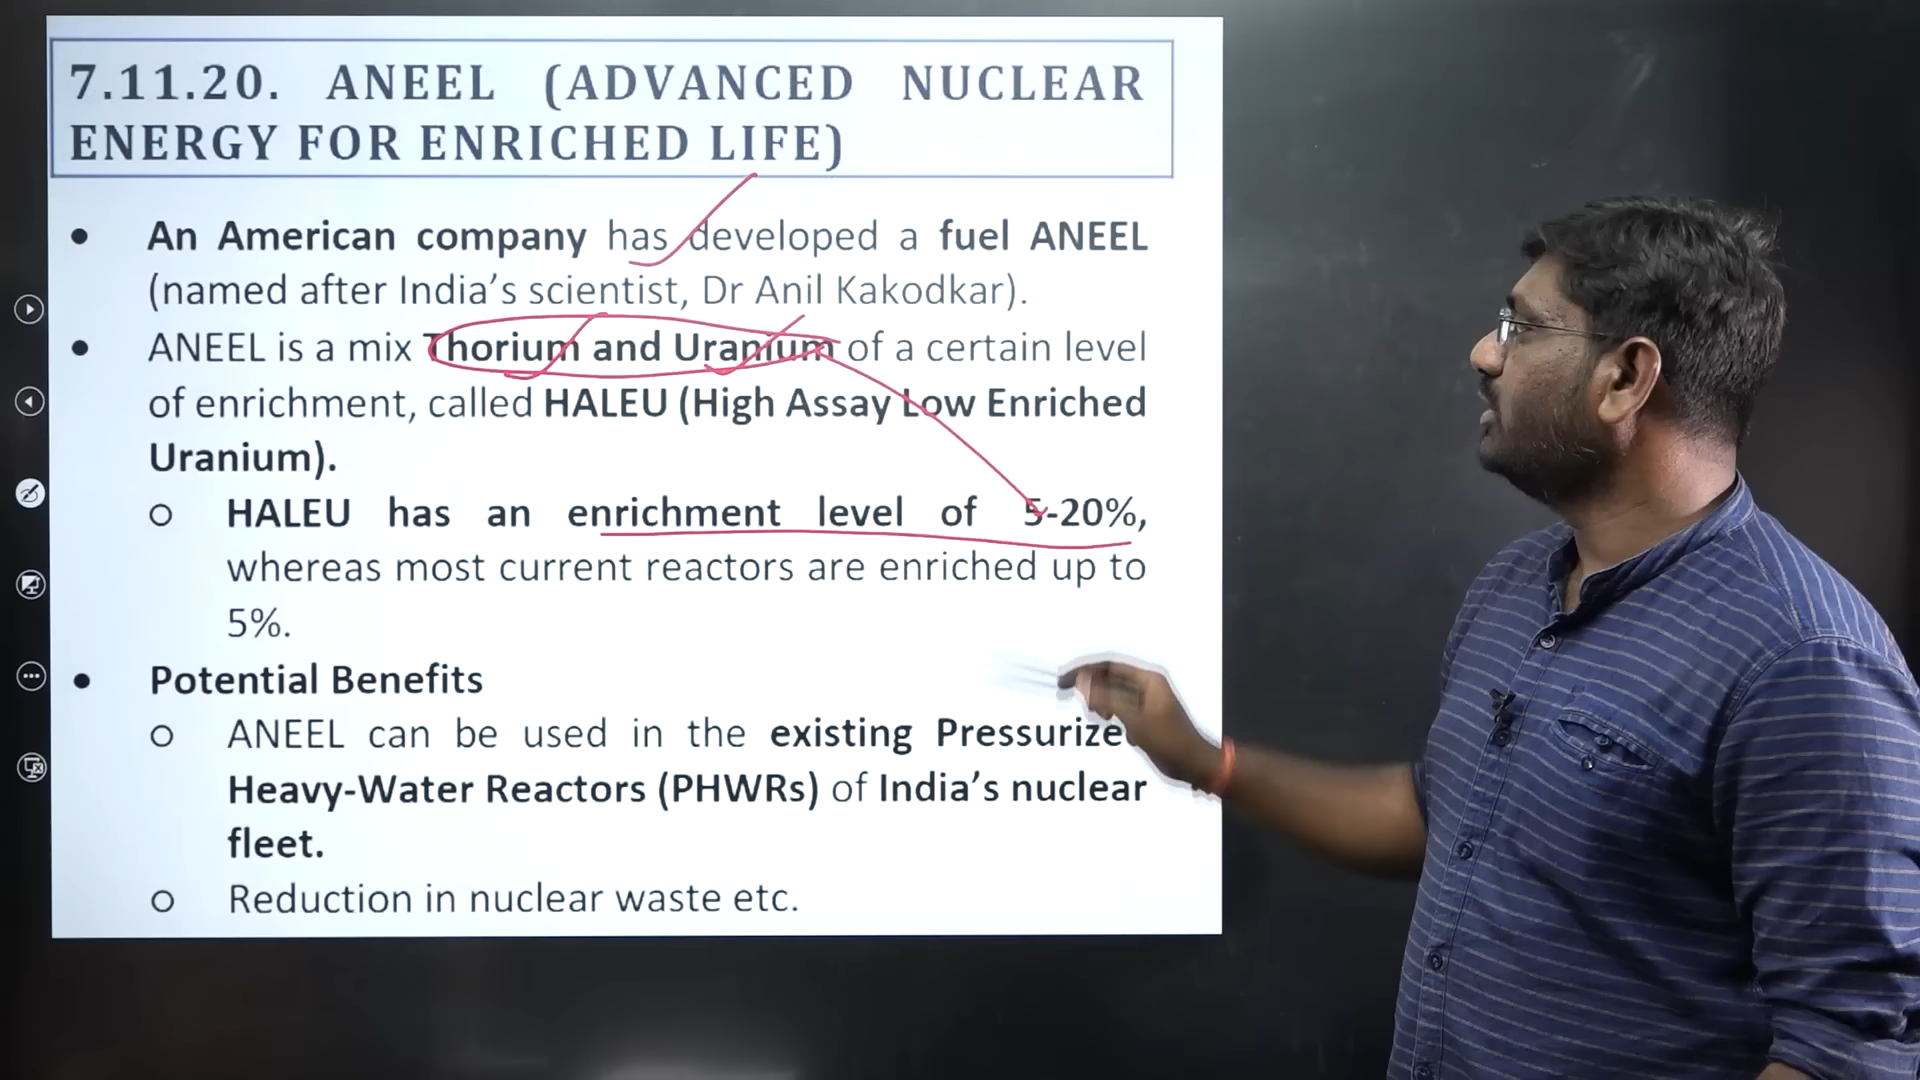 7.11.20. ANEEL (ADVANCED NUCLEAR
ENERGY FOR ENRICHED LIFE)
• An American company has developed a fuel ANEEL
(named after India’s scientist, Dr Anil Kakodkar).
• ANEEL is a mix Thorium and Uranium of a certain level
of enrichment, called HALEU (High Assay Low Enriched
Uranium).
o HALEU has an enrichment level of 5-20%,
whereas most current reactors are enriched up to
5%.
• Potential Benefits
o ANEEL can be used in the existing Pressurized
Heavy-Water Reactors (PHWRs) of India’s nuclear
fleet.
o Reduction in nuclear waste etc.